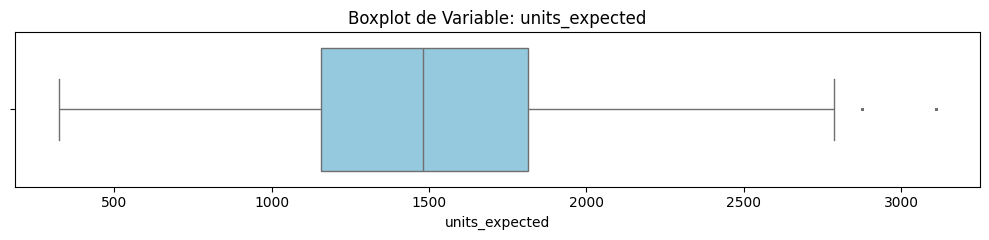 Boxplot de Variable: units_expected
500 1000 1500 2000 2500 3000
units_expected